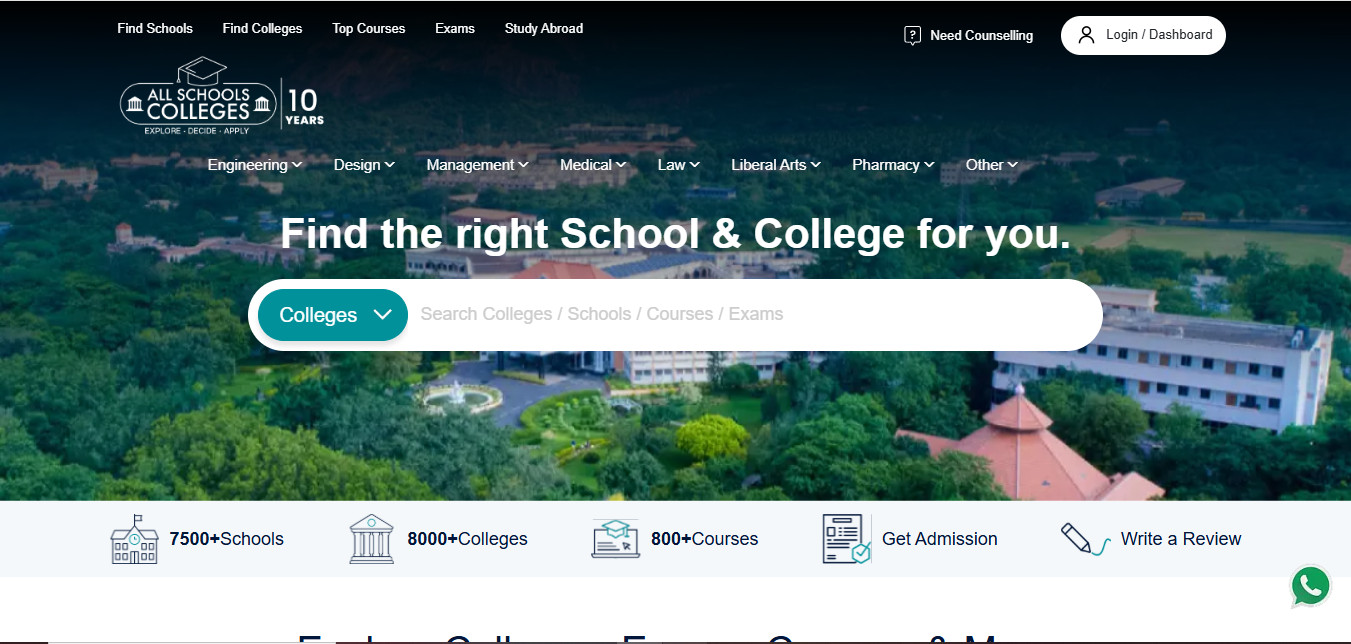 Find Schools
Find Colleges
Top Courses
Exams
Study Abroad
Need Counselling
Login / Dashboard
ALL SCHOOLS
COLLEGES
EXPLORE - DECIDE - APPLY
10
YEARS
Engineering
Design
Management
Medical
Law
Liberal Arts
Pharmacy
Other
Find the right School & College for you.
Colleges
Search Colleges / Schools / Courses / Exams
7500+Schools
8000+Colleges
800+Courses
Get Admission
Write a Review